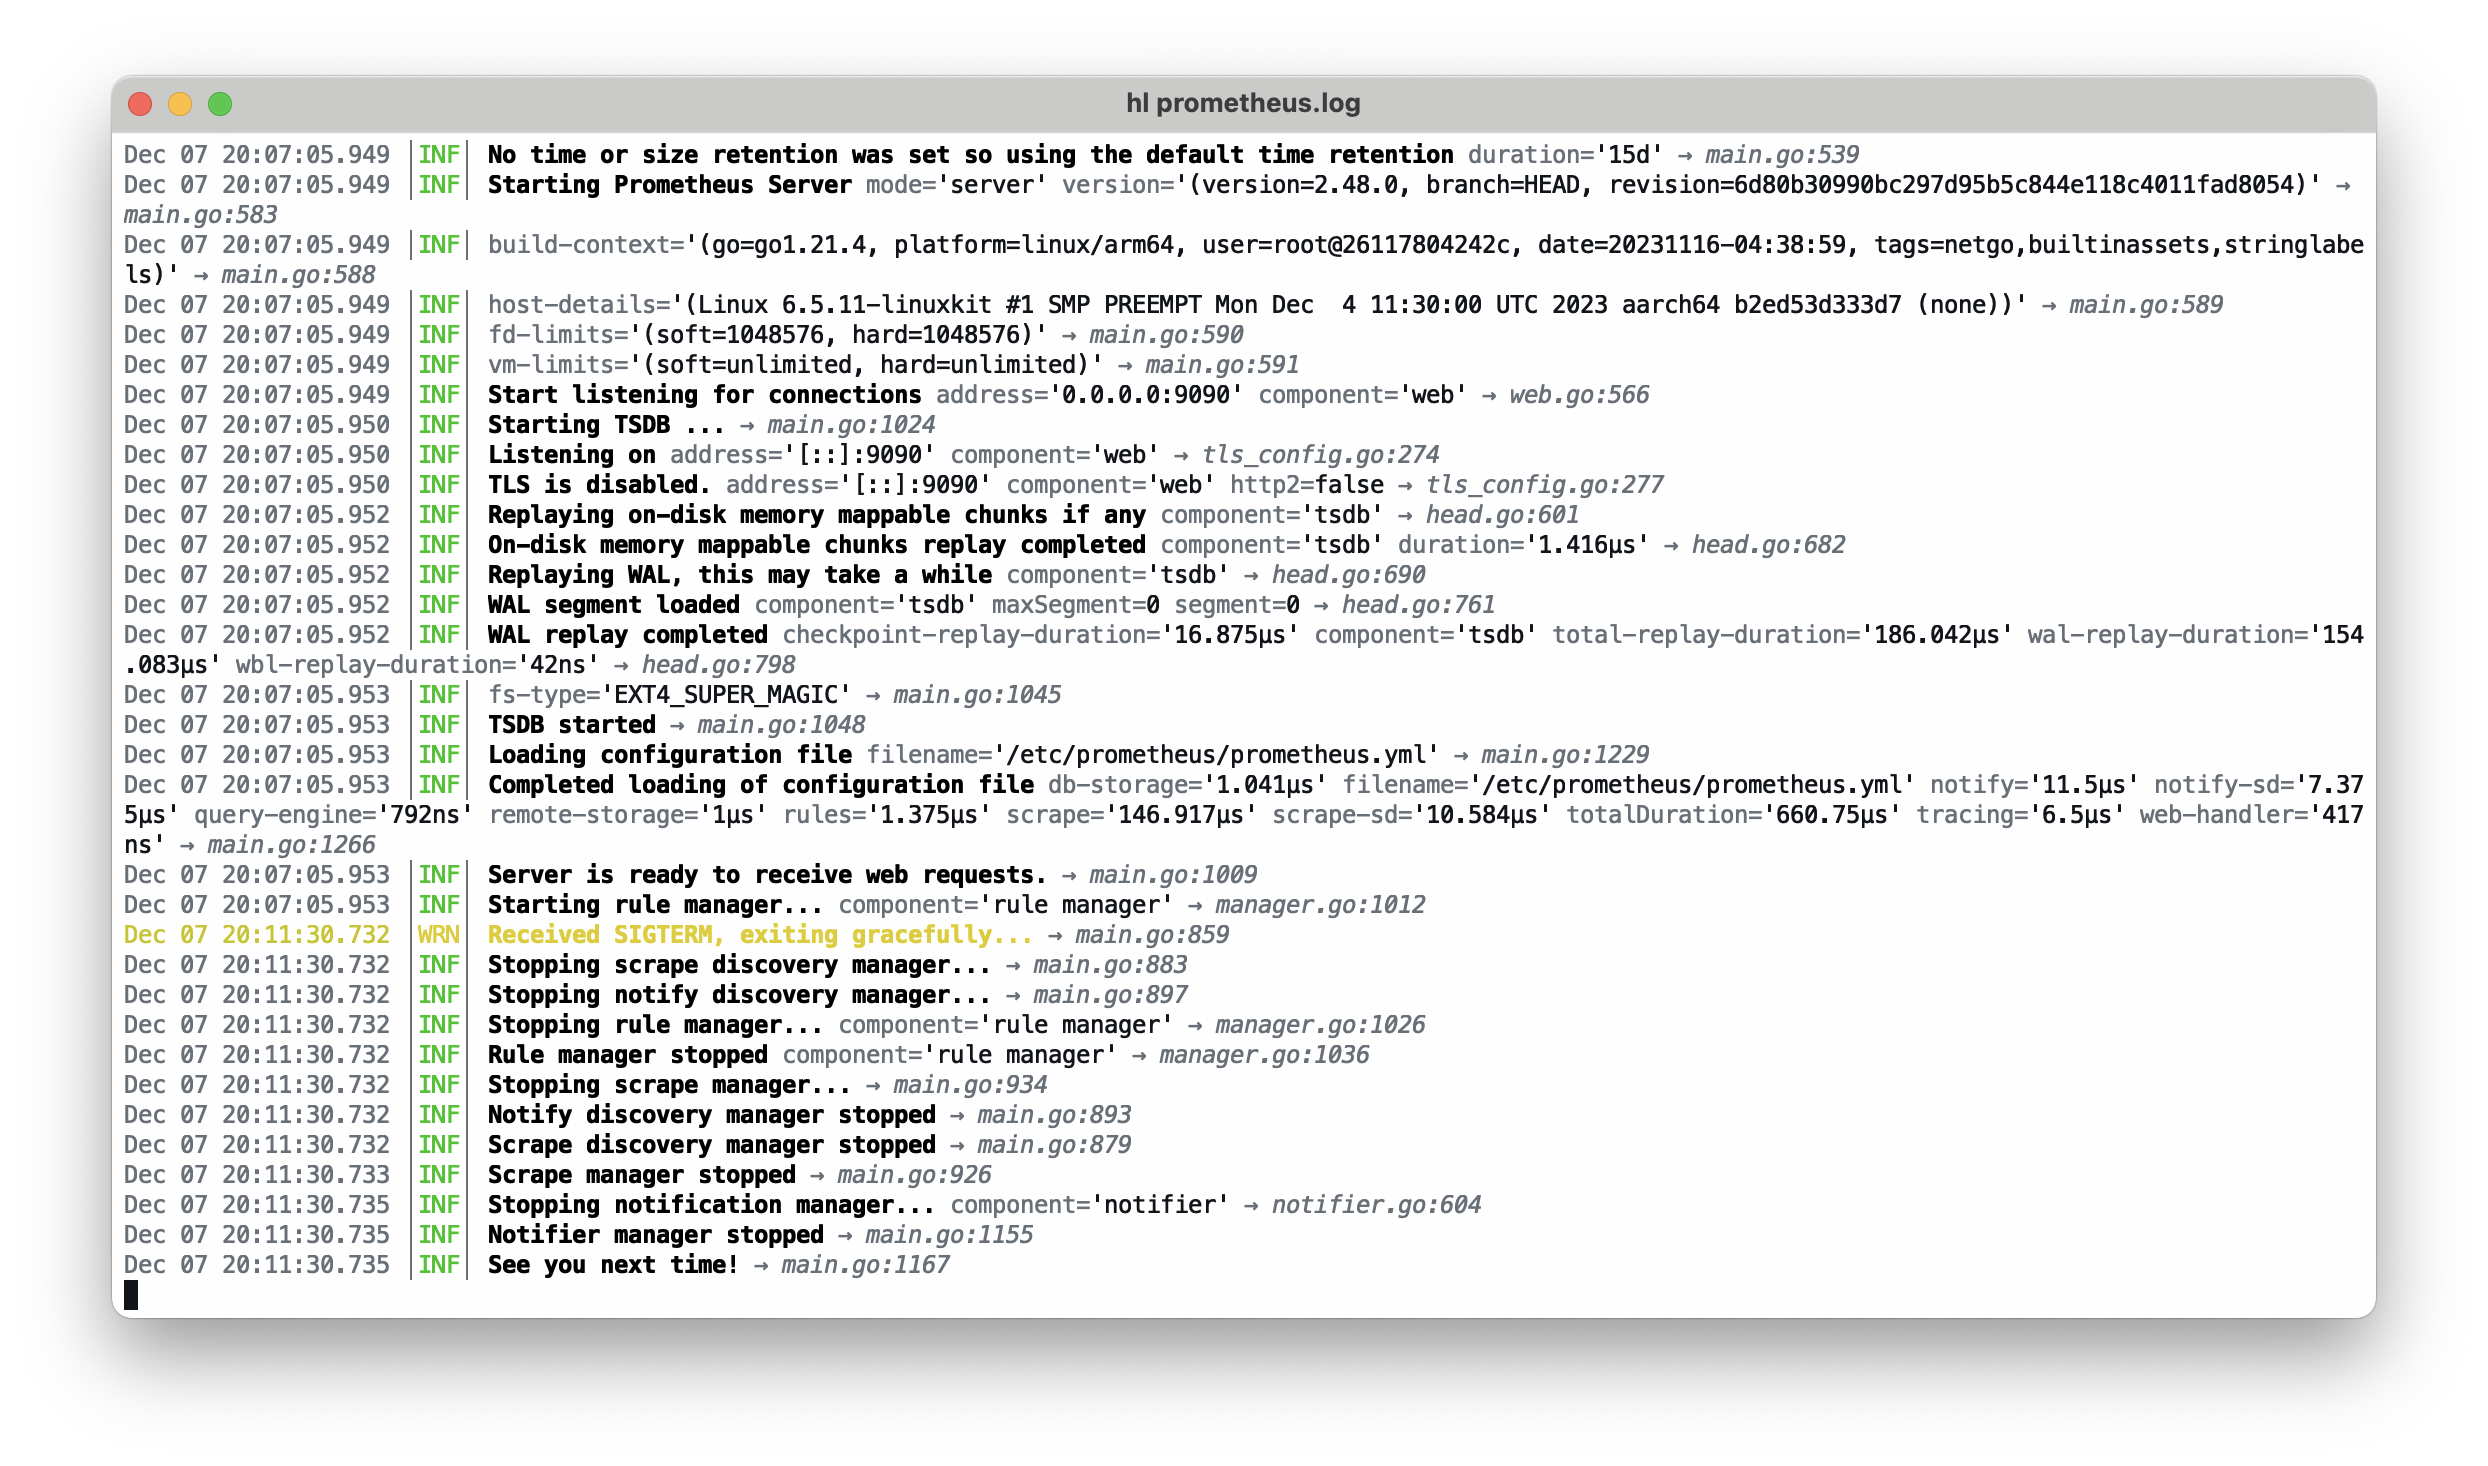 hl prometheus.log
Dec 07 20:07:05.949 |INF| No time or size retention was set so using the default time retention duration='15d' → main.go:539
Dec 07 20:07:05.949 |INF| Starting Prometheus Server mode='server' version='(version=2.48.0, branch=HEAD, revision=6d80b30990bc297d95b5c844e118c4011fad8054)' →
main.go:583
Dec 07 20:07:05.949 |INF| build-context='(go=go1.21.4, platform=linux/arm64, user=root@26117804242c, date=20231116-04:38:59, tags=netgo,builtinassets,stringlabe
ls)' → main.go:588
Dec 07 20:07:05.949 |INF| host-details='(Linux 6.5.11-linuxkit #1 SMP PREEMPT Mon Dec  4 11:30:00 UTC 2023 aarch64 b2ed53d333d7 (none))' → main.go:589
Dec 07 20:07:05.949 |INF| fd-limits='(soft=1048576, hard=1048576)' → main.go:590
Dec 07 20:07:05.949 |INF| vm-limits='(soft=unlimited, hard=unlimited)' → main.go:591
Dec 07 20:07:05.949 |INF| Start listening for connections address='0.0.0.0:9090' component='web' → web.go:566
Dec 07 20:07:05.950 |INF| Starting TSDB ... → main.go:1024
Dec 07 20:07:05.950 |INF| Listening on address='[::]:9090' component='web' → tls_config.go:274
Dec 07 20:07:05.950 |INF| TLS is disabled. address='[::]:9090' component='web' http2=false → tls_config.go:277
Dec 07 20:07:05.952 |INF| Replaying on-disk memory mappable chunks if any component='tsdb' → head.go:601
Dec 07 20:07:05.952 |INF| On-disk memory mappable chunks replay completed component='tsdb' duration='1.416µs' → head.go:682
Dec 07 20:07:05.952 |INF| Replaying WAL, this may take a while component='tsdb' → head.go:690
Dec 07 20:07:05.952 |INF| WAL segment loaded component='tsdb' maxSegment=0 segment=0 → head.go:761
Dec 07 20:07:05.952 |INF| WAL replay completed checkpoint-replay-duration='16.875µs' component='tsdb' total-replay-duration='186.042µs' wal-replay-duration='154
.083µs' wbl-replay-duration='42ns' → head.go:798
Dec 07 20:07:05.953 |INF| fs-type='EXT4_SUPER_MAGIC' → main.go:1045
Dec 07 20:07:05.953 |INF| TSDB started → main.go:1048
Dec 07 20:07:05.953 |INF| Loading configuration file filename='/etc/prometheus/prometheus.yml' → main.go:1229
Dec 07 20:07:05.953 |INF| Completed loading of configuration file db-storage='1.041µs' filename='/etc/prometheus/prometheus.yml' notify='11.5µs' notify-sd='7.37
5µs' query-engine='792ns' remote-storage='1µs' rules='1.375µs' scrape='146.917µs' scrape-sd='10.584µs' totalDuration='660.75µs' tracing='6.5µs' web-handler='417
ns' → main.go:1266
Dec 07 20:07:05.953 |INF| Server is ready to receive web requests. → main.go:1009
Dec 07 20:07:05.953 |INF| Starting rule manager... component='rule manager' → manager.go:1012
Dec 07 20:11:30.732 |WRN| Received SIGTERM, exiting gracefully... → main.go:859
Dec 07 20:11:30.732 |INF| Stopping scrape discovery manager... → main.go:883
Dec 07 20:11:30.732 |INF| Stopping notify discovery manager... → main.go:897
Dec 07 20:11:30.732 |INF| Stopping rule manager... component='rule manager' → manager.go:1026
Dec 07 20:11:30.732 |INF| Rule manager stopped component='rule manager' → manager.go:1036
Dec 07 20:11:30.732 |INF| Stopping scrape manager... → main.go:934
Dec 07 20:11:30.732 |INF| Notify discovery manager stopped → main.go:893
Dec 07 20:11:30.732 |INF| Scrape discovery manager stopped → main.go:879
Dec 07 20:11:30.733 |INF| Scrape manager stopped → main.go:926
Dec 07 20:11:30.735 |INF| Stopping notification manager... component='notifier' → notifier.go:604
Dec 07 20:11:30.735 |INF| Notifier manager stopped → main.go:1155
Dec 07 20:11:30.735 |INF| See you next time! → main.go:1167